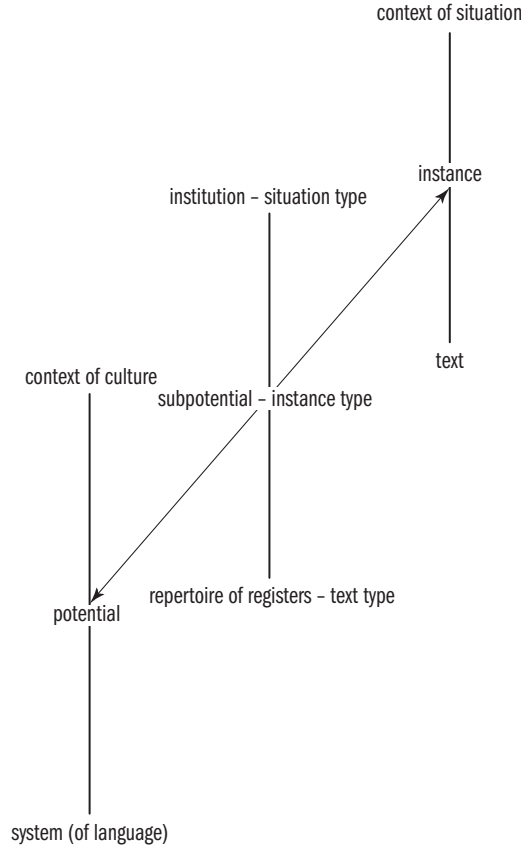 context of situation
instance
institution – situation type
text
context of culture
subpotential – instance type
repertoire of registers – text type
potential
system (of language)